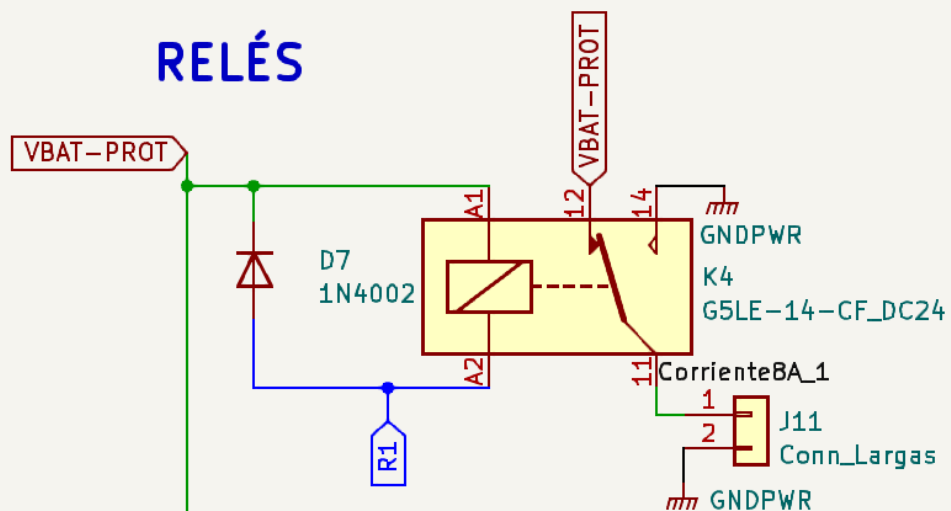 RELÉS
VBAT-PROT
VBAT-PROT
A1
12
14
GNDPWR
D7
1N4002
K4
G5LE-14-CF_DC24
A2
11
Corriente8A_1
R1
1
2
J11
Conn_Largas
GNDPWR